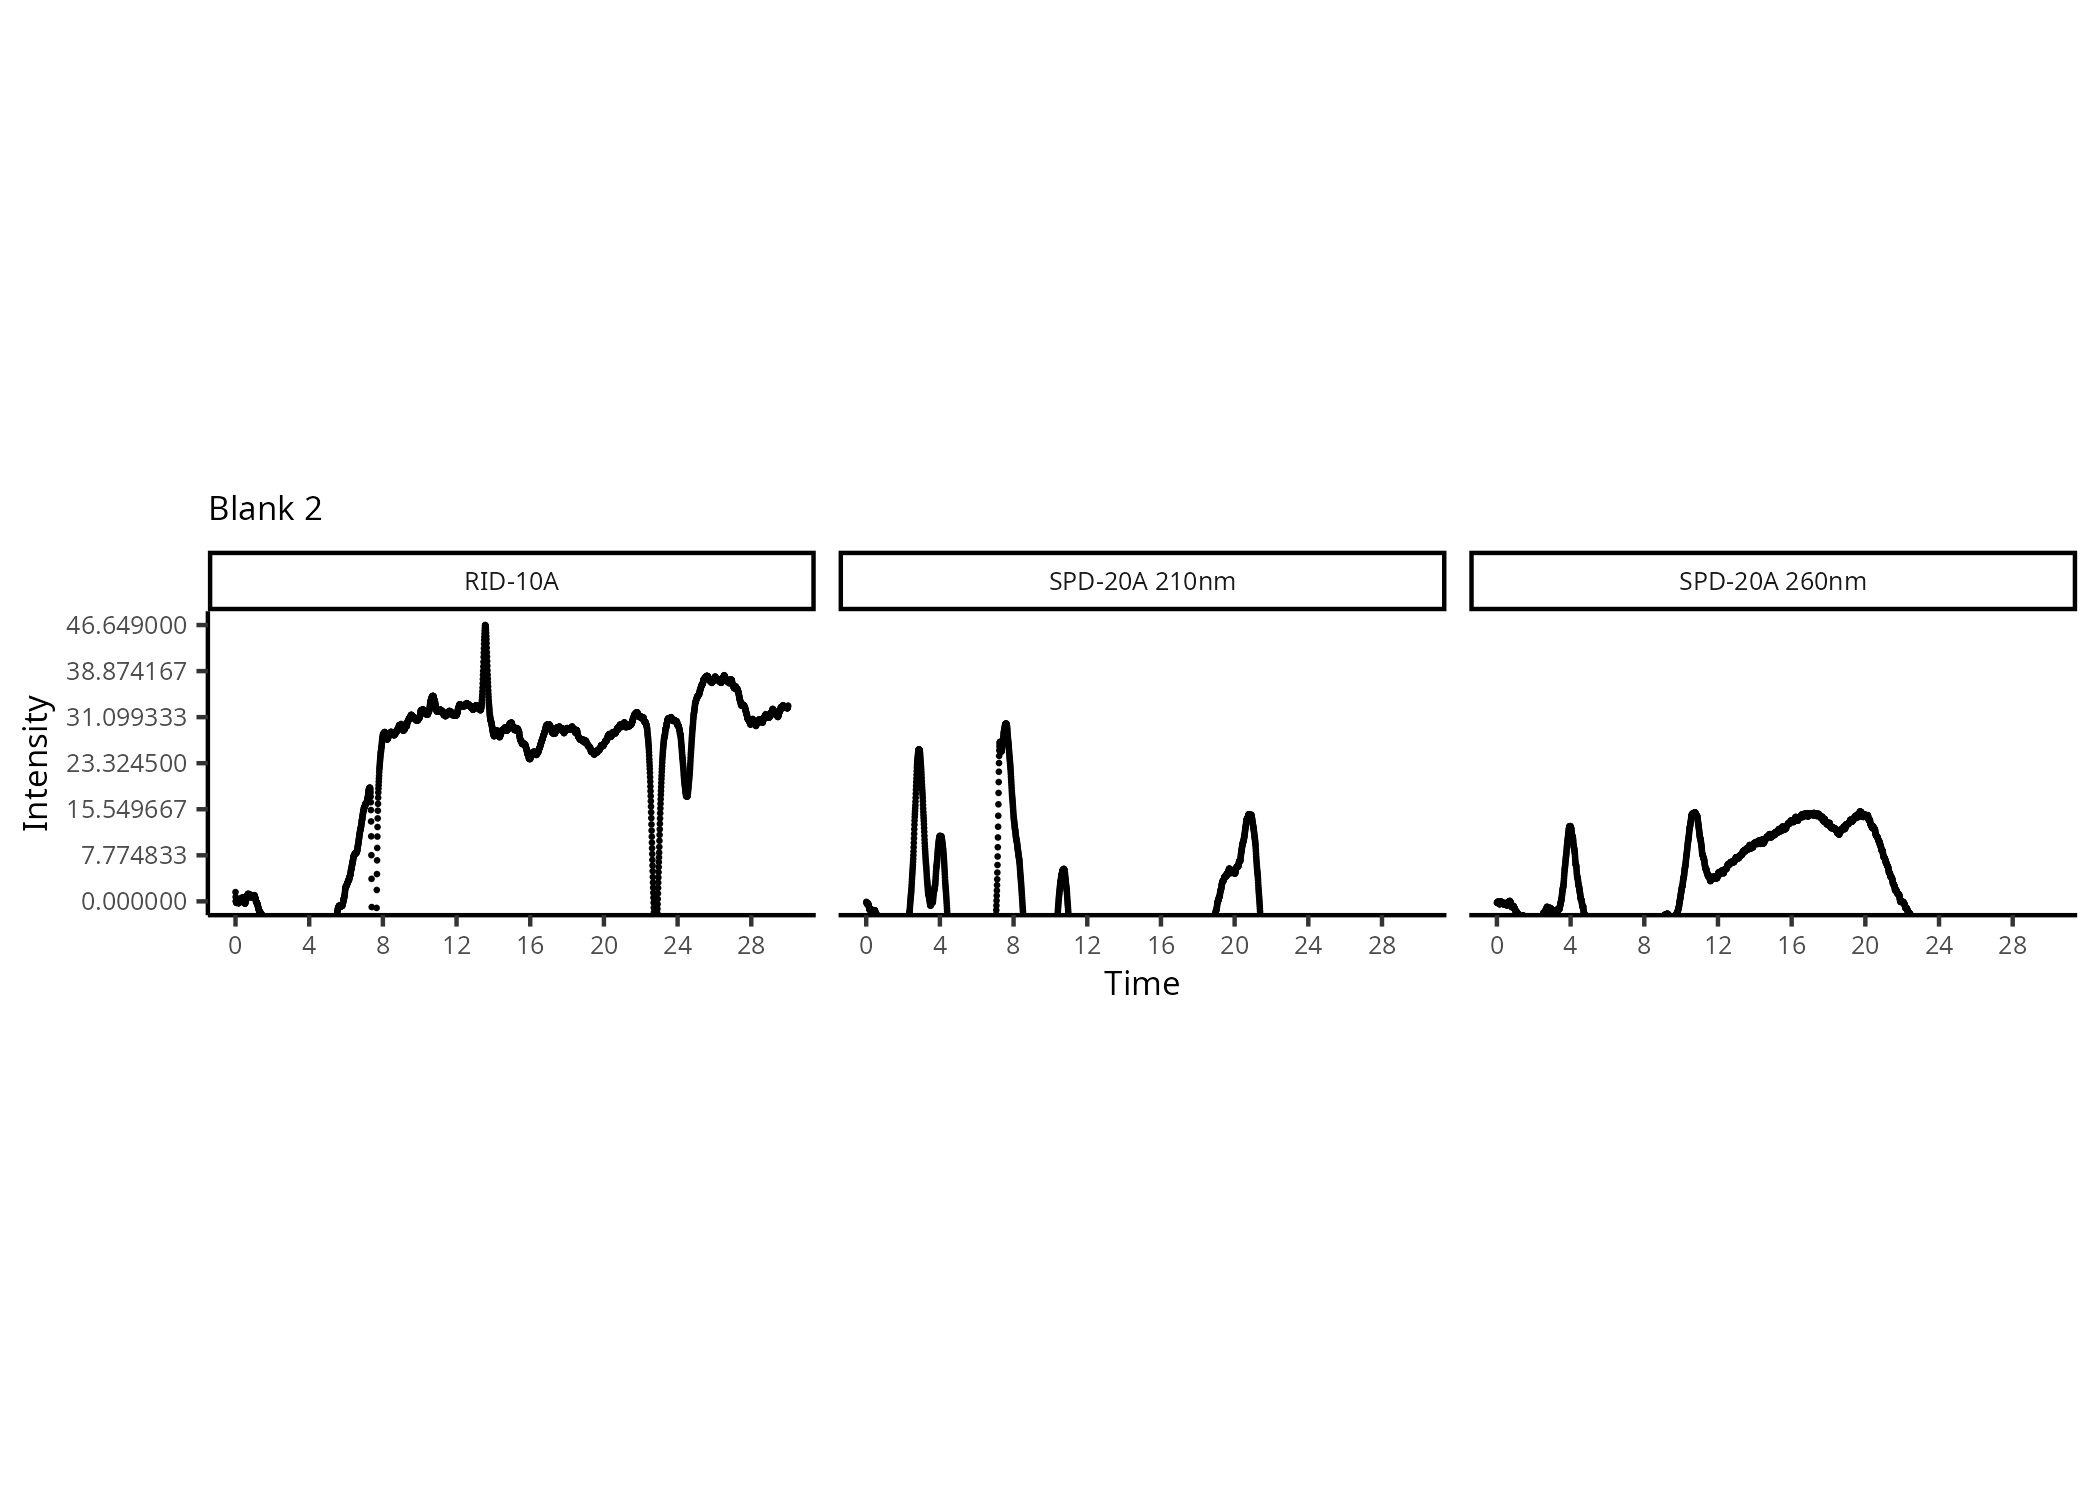 Blank 2
RID-10A SPD-20A 210nm SPD-20A 260nm
46.649000
38.874167
31.099333
23.324500
15.549667
7.774833
0.000000
Intensity
0 4 8 12 16 20 24 28 0 4 8 12 16 20 24 28 0 4 8 12 16 20 24 28
Time